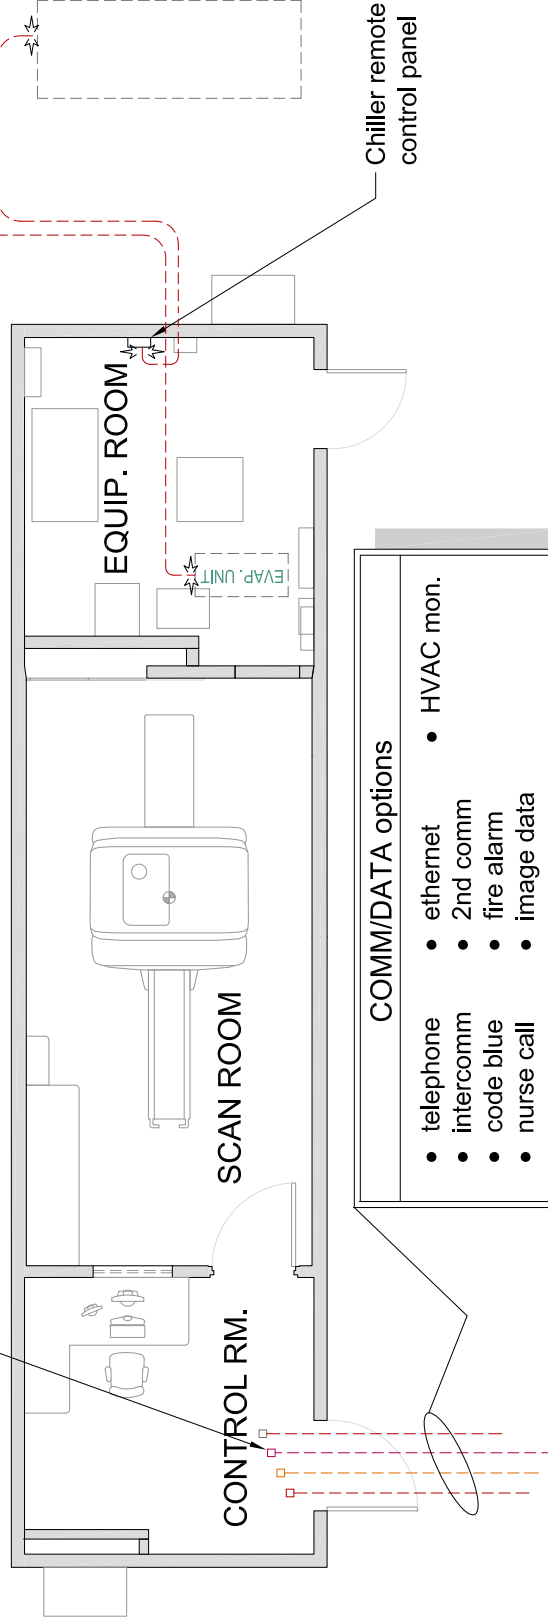 Chiller remote
control panel
EQUIP. ROOM
EVAP. UNIT
SCAN ROOM
CONTROL RM.
COMM/DATA options
• telephone
• intercomm
• code blue
• nurse call
• ethernet
• 2nd comm
• fire alarm
• image data
• HVAC mon.